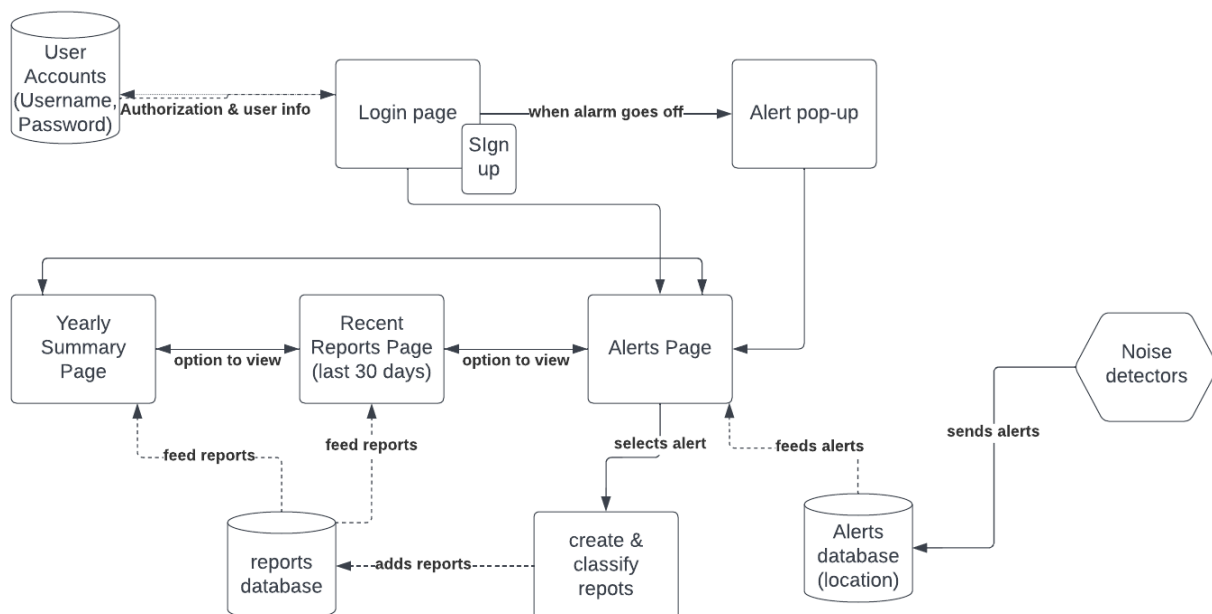 User
Accounts
(Username,
Password)
Authorization & user info
Login page
SIgn
up
when alarm goes off
Alert pop-up
Yearly
Summary
Page
option to view
Recent
Reports Page
(last 30 days)
option to view
Alerts Page
Noise
detectors
feed reports
feed reports
selects alert
feeds alerts
sends alerts
reports
database
adds reports
create &
classify
repots
Alerts
database
(location)